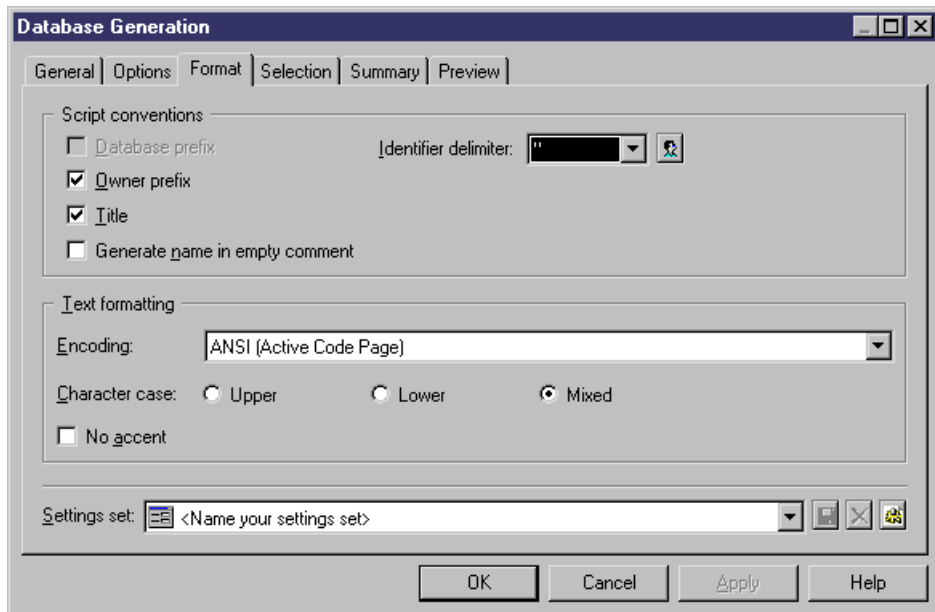 Database Generation
General Options Format Selection Summary Preview
Script conventions
Database prefix Identifier delimiter: "
Owner prefix
Title
Generate name in empty comment
Text formatting
Encoding: ANSI (Active Code Page)
Character case: Upper Lower Mixed
No accent
Settings set: <Name your settings set>
OK Cancel Apply Help